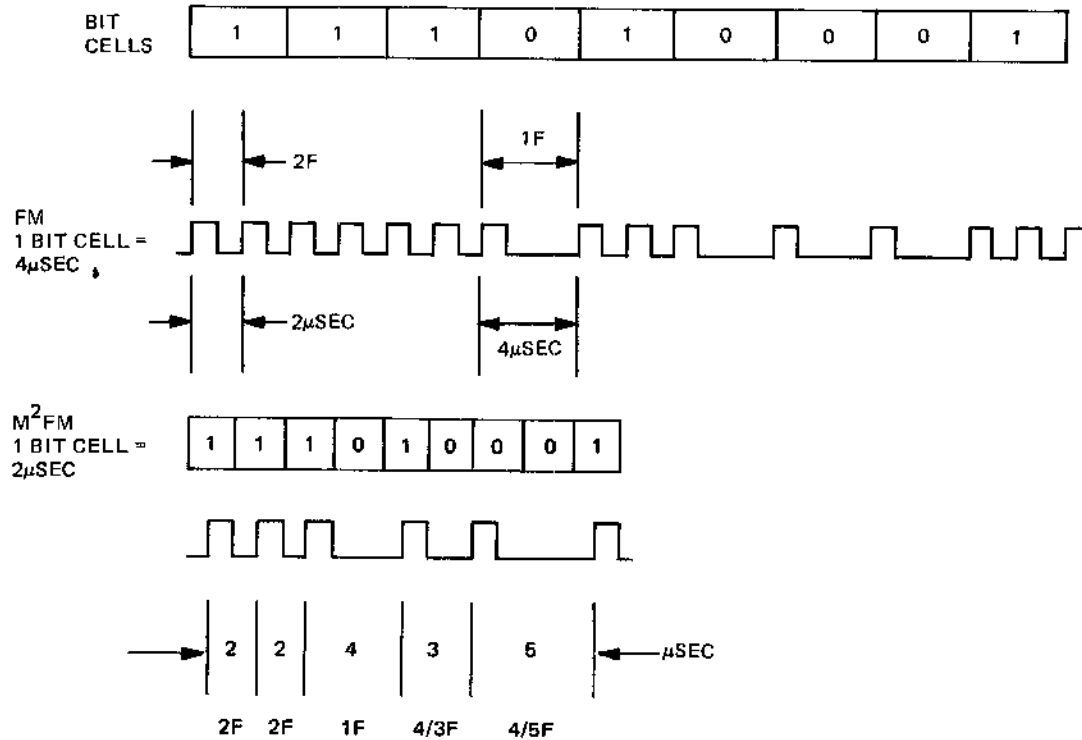 BIT
CELLS
1 1 1 0 1 0 0 0 1
2F
1F
FM
1 BIT CELL =
4μSEC
2μSEC
4μSEC
M²FM
1 BIT CELL =
2μSEC
1 1 1 0 1 0 0 0 1
2 2 4 3 5 μSEC
2F 2F 1F 4/3F 4/5F